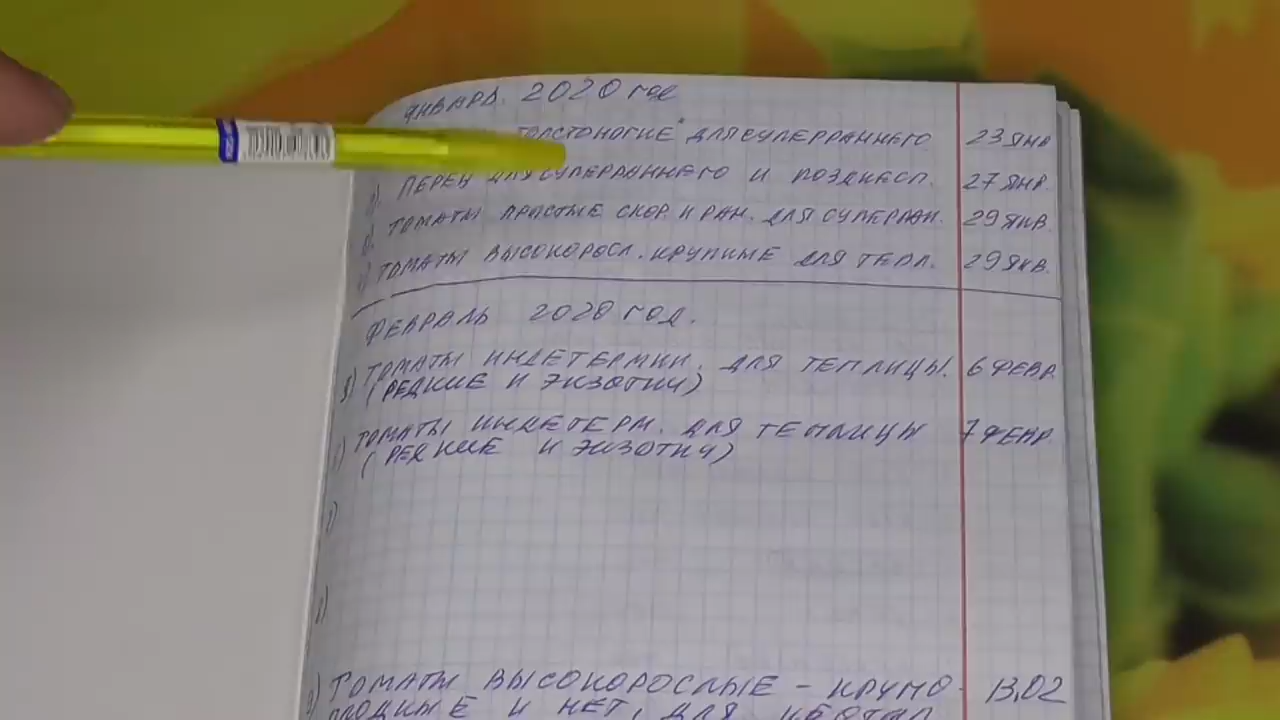 ЯНВАРЬ. 2020 год
ТОЛСТОНОГИЕ" ДЛЯ СУПЕРРАННЕГО 23 ЯНВ
2). ПЕРЕЦ ДЛЯ СУПЕРРАННЕГО И ПОЗДНЕСП. 27 ЯНВ.
ТОМАТЫ ПРОСТЫЕ СКОР. И РАН. ДЛЯ СУПЕРРАН. 29 ЯНВ.
ТОМАТЫ ВЫСОКОРОСЛ. КРУПНЫЕ ДЛЯ ТЕПЛ. 29 ЯНВ.
ФЕВРАЛЬ 2020 ГОД.
ТОМАТЫ ИНДЕТЕРМИН. ДЛЯ ТЕПЛИЦЫ. 6 ФЕВР
(РЕДКИЕ И ЭКЗОТИЧ)
ТОМАТЫ ИНДЕТЕРМ. ДЛЯ ТЕПЛИЦЫ 7 ФЕВР.
(РЕДКИЕ И ЭКЗОТИЧ)
ТОМАТЫ ВЫСОКОРОСЛЫЕ - КРУПНО- 13.02
ПЛОДНЫЕ И НЕТ, ДЛЯ